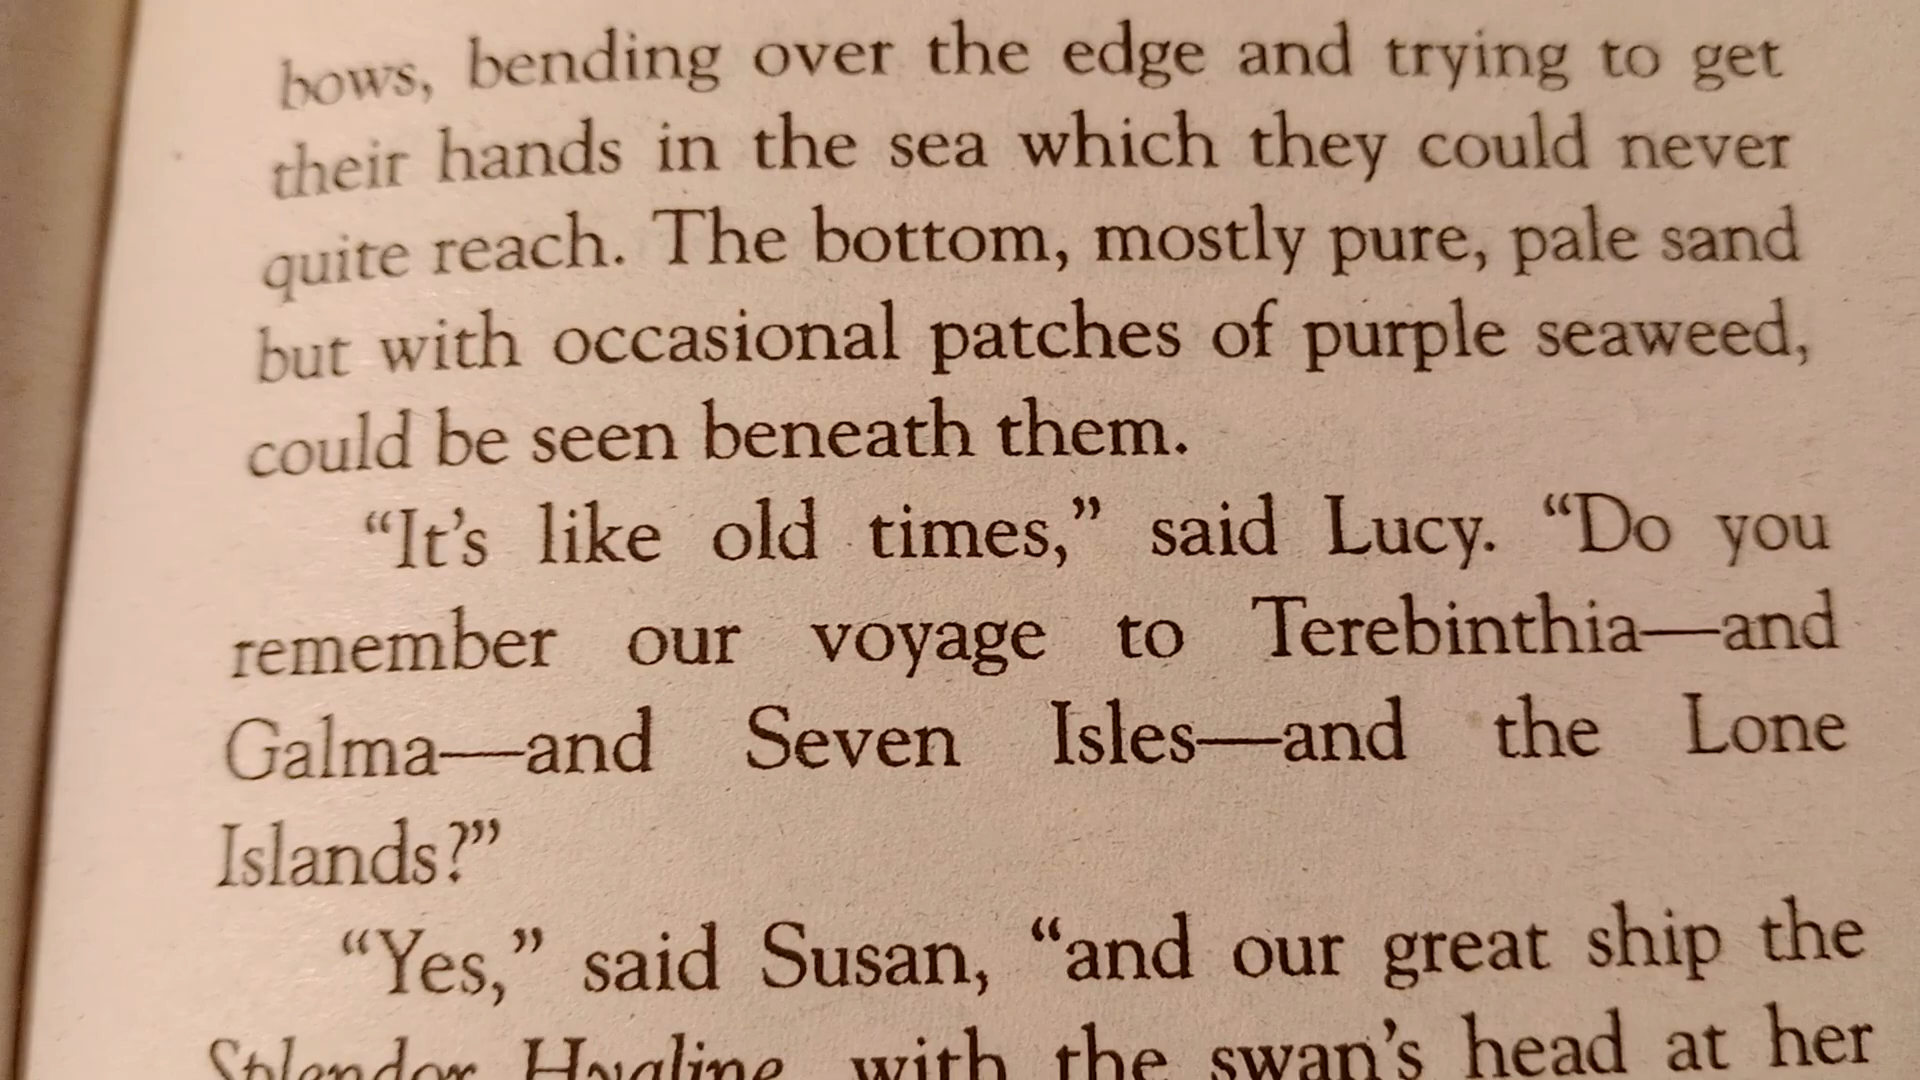 bows, bending over the edge and trying to get
their hands in the sea which they could never
quite reach. The bottom, mostly pure, pale sand
but with occasional patches of purple seaweed,
could be seen beneath them.
“It’s like old times,” said Lucy. “Do you
remember our voyage to Terebinthia—and
Galma—and Seven Isles—and the Lone
Islands?”’
“Yes,” said Susan, “and our great ship the
Splendor Hyaline, with the swan’s head at her